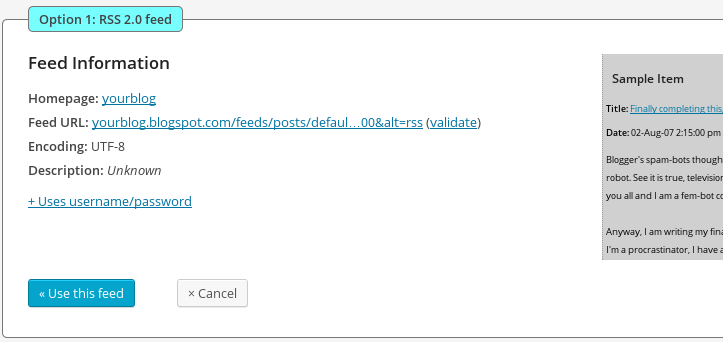 Option 1: RSS 2.0 feed
Feed Information
Homepage: yourblog
Feed URL: yourblog.blogspot.com/feeds/posts/defaul…00&alt=rss (validate)
Encoding: UTF-8
Description: Unknown
+ Uses username/password
« Use this feed
× Cancel
Sample Item
Title: Finally completing this,
Date: 02-Aug-07 2:15:00 pm
Blogger's spam-bots though
robot. See it is true, television
you all and I am a fem-bot
Anyway, I am writing my
I'm a procrastinator, I have